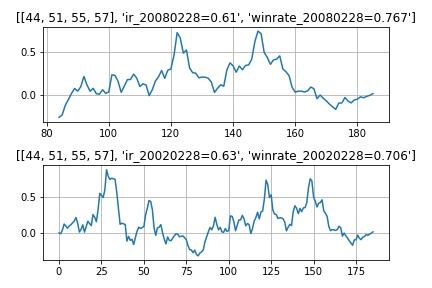 [[44, 51, 55, 57], 'ir_20080228=0.61', 'winrate_20080228=0.767']
0.5
0.0
80 100 120 140 160 180
[[44, 51, 55, 57], 'ir_20020228=0.63', 'winrate_20020228=0.706']
0.5
0.0
0 25 50 75 100 125 150 175